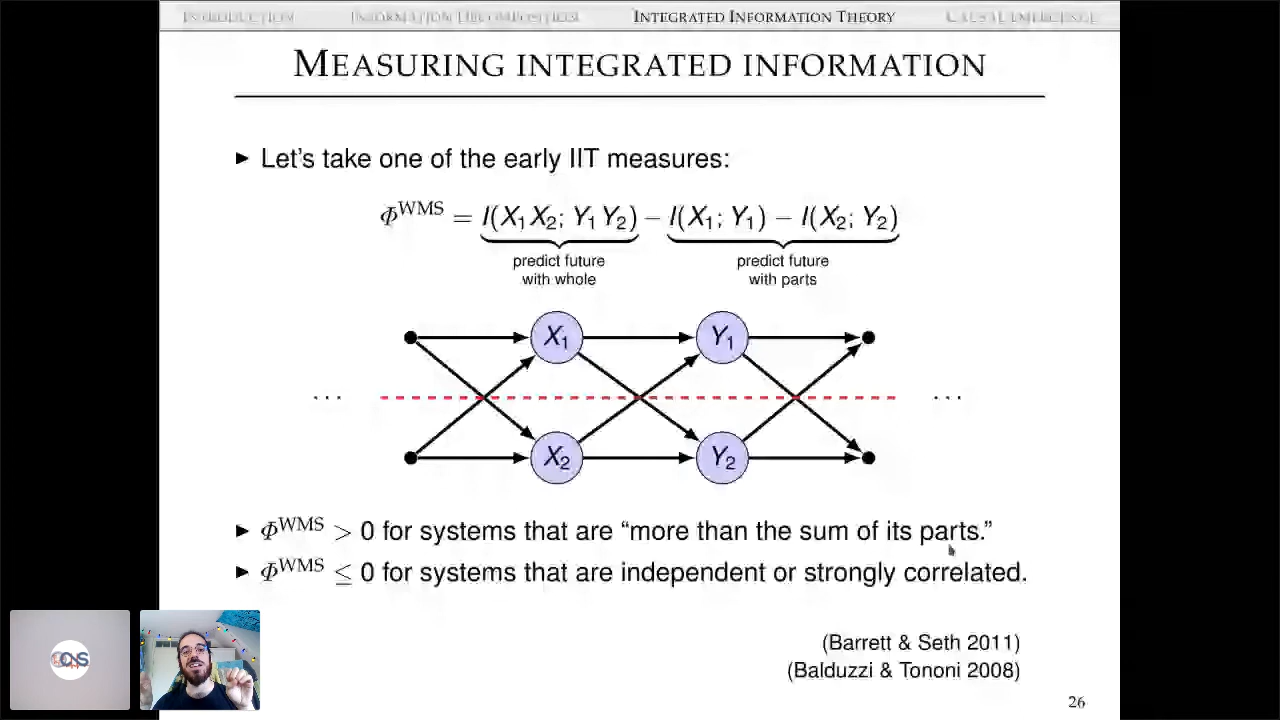 INTRODUCTION INFORMATION DECOMPOSITION INTEGRATED INFORMATION THEORY CAUSAL EMERGENCE
MEASURING INTEGRATED INFORMATION
▶ Let's take one of the early IIT measures:
Φ^WMS = I(X₁X₂; Y₁Y₂) − I(X₁; Y₁) − I(X₂; Y₂)
predict future predict future
with whole with parts
X₁ Y₁
... ...
X₂ Y₂
▶ Φ^WMS > 0 for systems that are “more than the sum of its parts.”
▶ Φ^WMS ≤ 0 for systems that are independent or strongly correlated.
(Barrett & Seth 2011)
(Balduzzi & Tononi 2008)
26